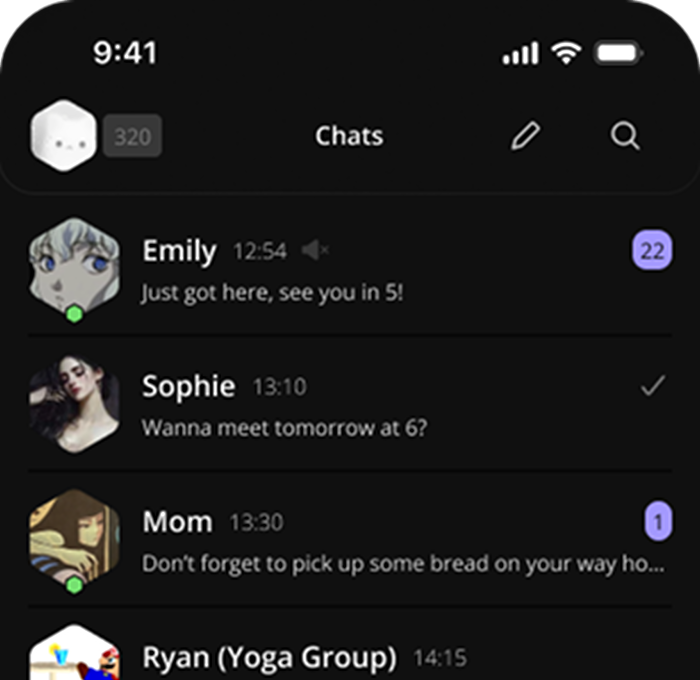 9:41
320
Chats
Emily 12:54
22
Just got here, see you in 5!
Sophie 13:10
Wanna meet tomorrow at 6?
Mom 13:30
1
Don't forget to pick up some bread on your way ho...
Ryan (Yoga Group) 14:15